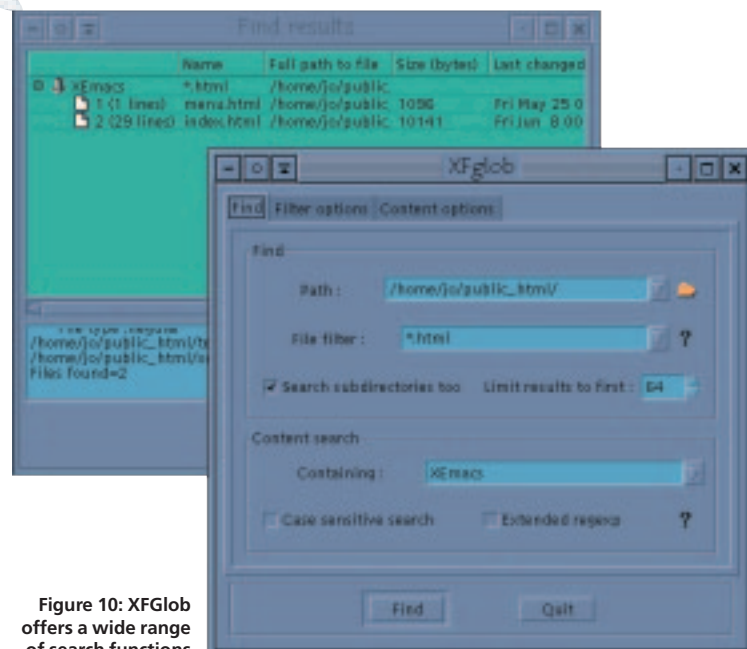 Find results
Name Full path to file Size (bytes) Last changed
XEmacs *.html /home/jo/public
1 (1 lines) menu.html /home/jo/public 1086 Fri May 25 0
2 (29 lines) index.html /home/jo/public 10141 Fri Jun 8 00
/home/jo/public_html/
/home/jo/public_html/
Files found=2
XFglob
Find Filter options Content options
Find
Path : /home/jo/public_html/
File filter : *.html ?
Search subdirectories too Limit results to first : 64
Content search
Containing : XEmacs
Case sensitive search Extended regexp ?
Find Quit
Figure 10: XFGlob
offers a wide range
of search functions